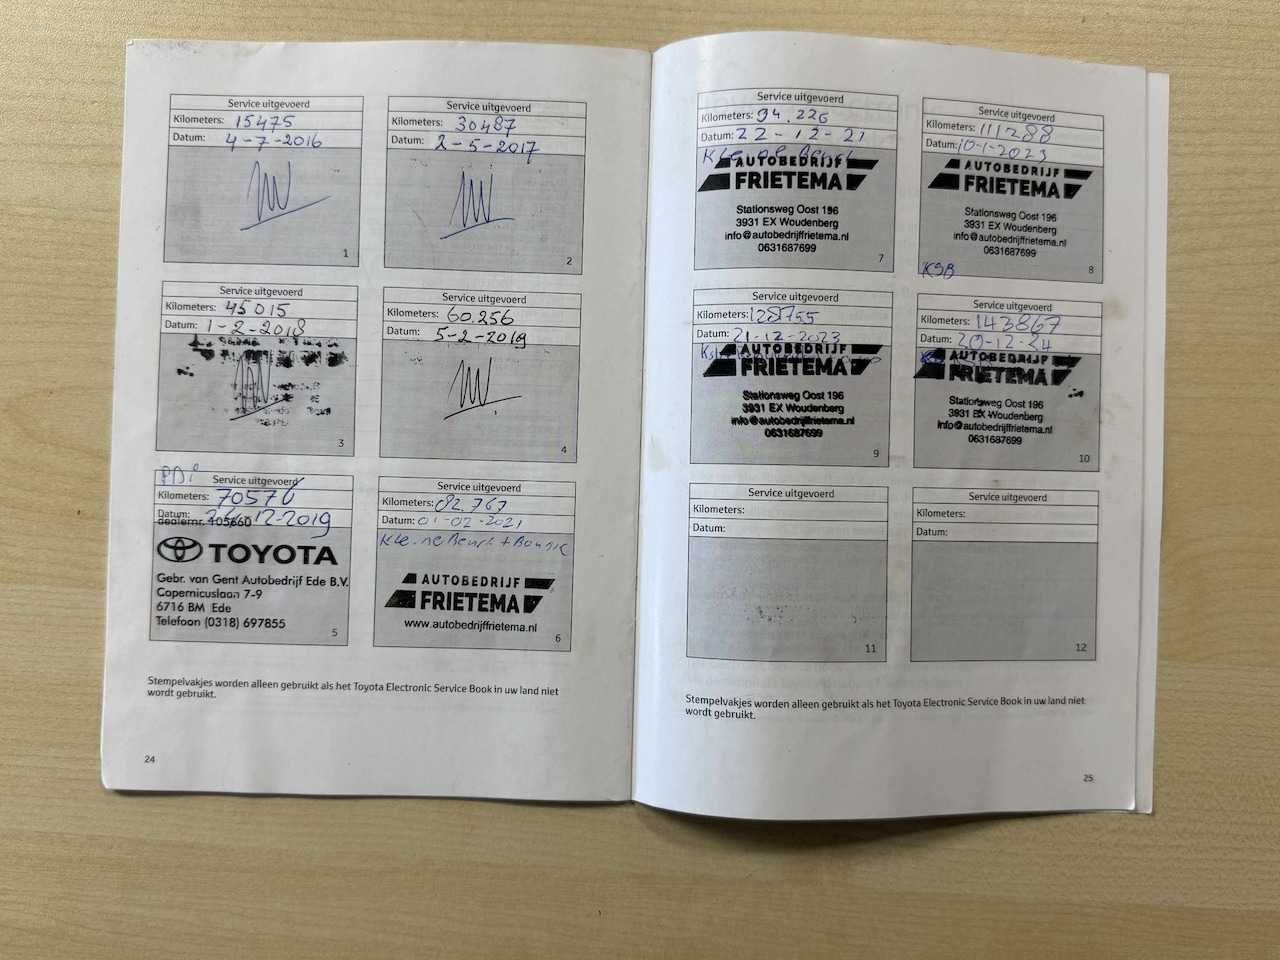 Service uitgevoerd
Kilometers: 15475
Datum: 4-7-2016
1
Service uitgevoerd
Kilometers: 30487
Datum: 2-5-2017
2
Service uitgevoerd
Kilometers: 45015
Datum: 1-2-2018
3
Service uitgevoerd
Kilometers: 60.256
Datum: 5-2-2019
4
PDi
Service uitgevoerd
Kilometers: 70576
Datum: 24-12-2019
dealernr. 105660
TOYOTA
Gebr. van Gent Autobedrijf Ede B.V.
Copernicuslaan 7-9
6716 BM Ede
Telefoon (0318) 697855
5
Service uitgevoerd
Kilometers: 82.767
Datum: 01-02-2021
Kleine Beurt +
AUTOBEDRIJF
FRIETEMA
www.autobedrijffrietema.nl
6
Stempelvakjes worden alleen gebruikt als het Toyota Electronic Service Book in uw land niet
wordt gebruikt.
24
Service uitgevoerd
Kilometers: 94.226
Datum: 22-12-21
AUTOBEDRIJF
FRIETEMA
Stationsweg Oost 196
3931 EX Woudenberg
info@autobedrijffrietema.nl
0631687699
7
Service uitgevoerd
Kilometers: 111288
Datum: 10-1-2023
AUTOBEDRIJF
FRIETEMA
Stationsweg Oost 196
3931 EX Woudenberg
info@autobedrijffrietema.nl
0631687699
KSB
8
Service uitgevoerd
Kilometers: 128755
Datum: 21-12-2023
AUTOBEDRIJF
FRIETEMA
Stationsweg Oost 196
3931 EX Woudenberg
info@autobedrijffrietema.nl
0631687699
9
Service uitgevoerd
Kilometers: 143867
Datum: 20-12-24
AUTOBEDRIJF
FRIETEMA
Stationsweg Oost 196
3931 EX Woudenberg
info@autobedrijffrietema.nl
0631687699
10
Service uitgevoerd
Kilometers:
Datum:
11
Service uitgevoerd
Kilometers:
Datum:
12
Stempelvakjes worden alleen gebruikt als het Toyota Electronic Service Book in uw land niet
wordt gebruikt.
25